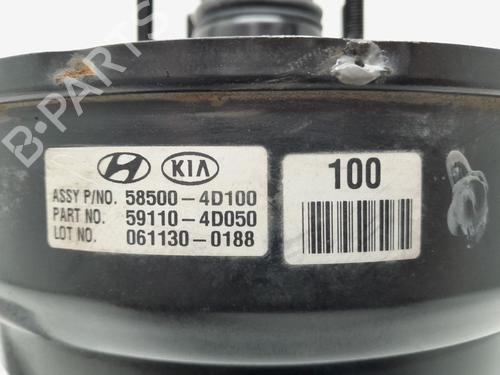 KIA
100
ASSY P/NO. 58500-4D100
PART NO. 59110-4D050
LOT NO. 061130-0188
B-PARTS